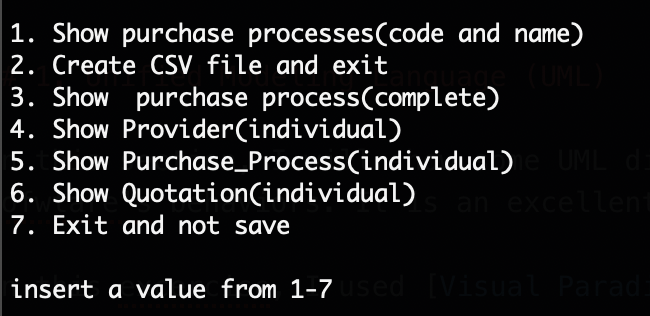 1. Show purchase processes(code and name)
2. Create CSV file and exit
3. Show  purchase process(complete)
4. Show Provider(individual)
5. Show Purchase_Process(individual)
6. Show Quotation(individual)
7. Exit and not save
insert a value from 1-7